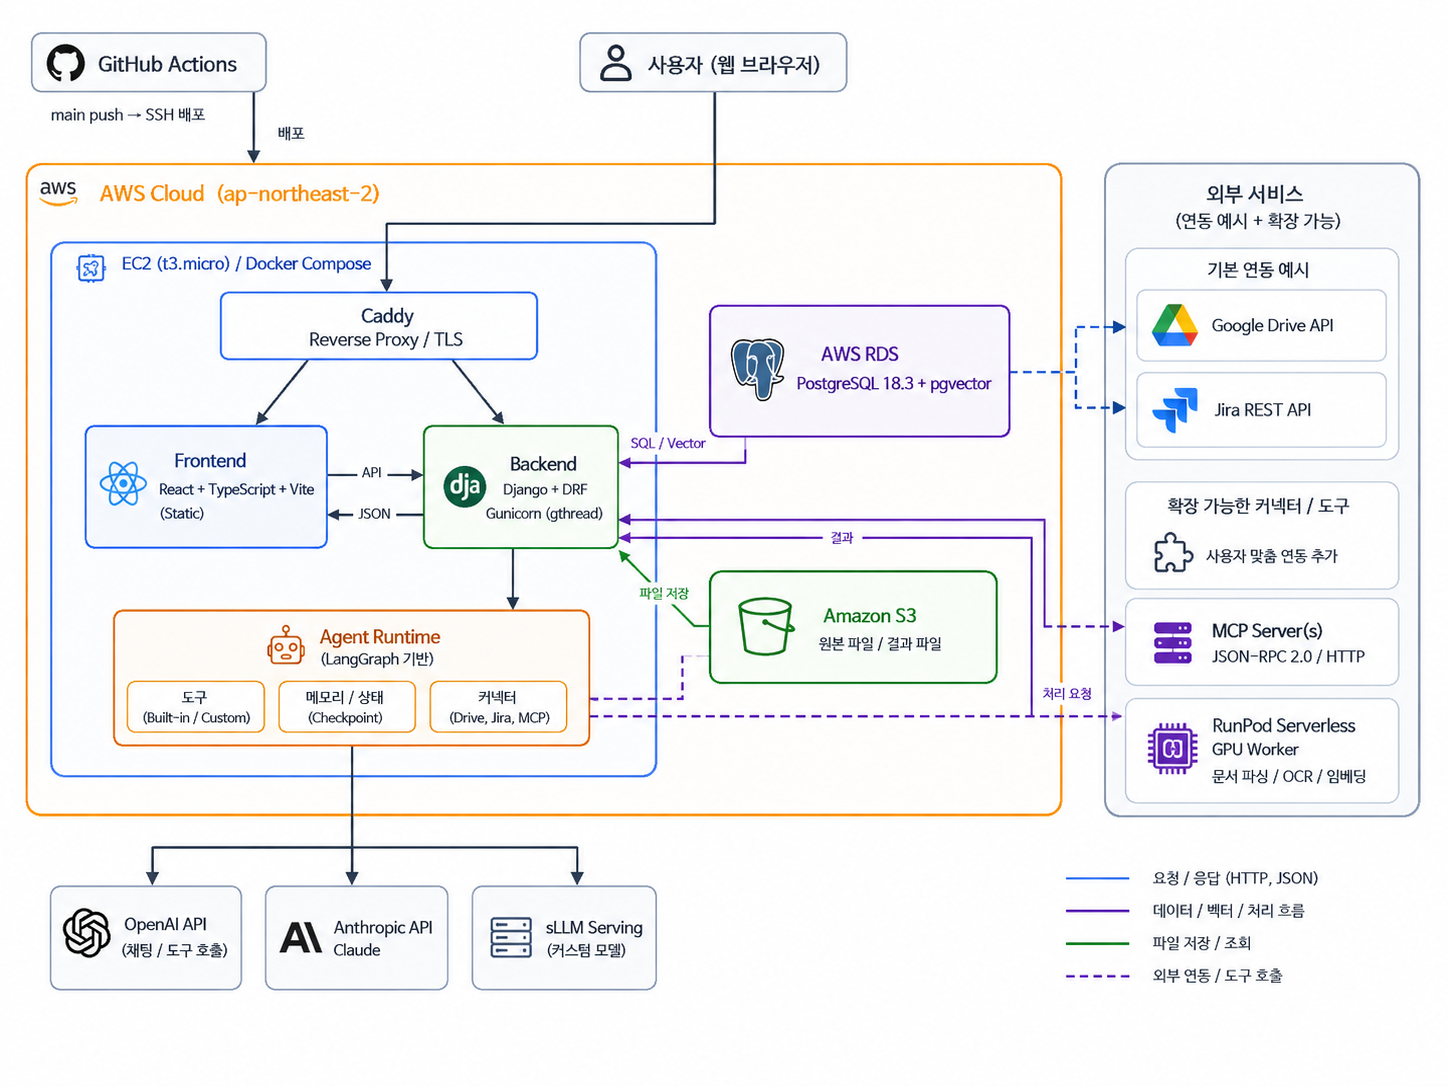 GitHub Actions
사용자 (웹 브라우저)
main push → SSH 배포
배포
aws
AWS Cloud (ap-northeast-2)
외부 서비스
(연동 예시 + 확장 가능)
EC2 (t3.micro) / Docker Compose
기본 연동 예시
Caddy
Reverse Proxy / TLS
Google Drive API
AWS RDS
PostgreSQL 18.3 + pgvector
Jira REST API
SQL / Vector
Frontend
React + TypeScript + Vite
(Static)
API
JSON
dja
Backend
Django + DRF
Gunicorn (gthread)
확장 가능한 커넥터 / 도구
사용자 맞춤 연동 추가
결과
파일 저장
Amazon S3
원본 파일 / 결과 파일
MCP Server(s)
JSON-RPC 2.0 / HTTP
Agent Runtime
(LangGraph 기반)
도구
(Built-in / Custom)
메모리 / 상태
(Checkpoint)
커넥터
(Drive, Jira, MCP)
처리 요청
RunPod Serverless
GPU Worker
문서 파싱 / OCR / 임베딩
OpenAI API
(채팅 / 도구 호출)
Anthropic API
Claude
sLLM Serving
(커스텀 모델)
요청 / 응답 (HTTP, JSON)
데이터 / 벡터 / 처리 흐름
파일 저장 / 조회
외부 연동 / 도구 호출